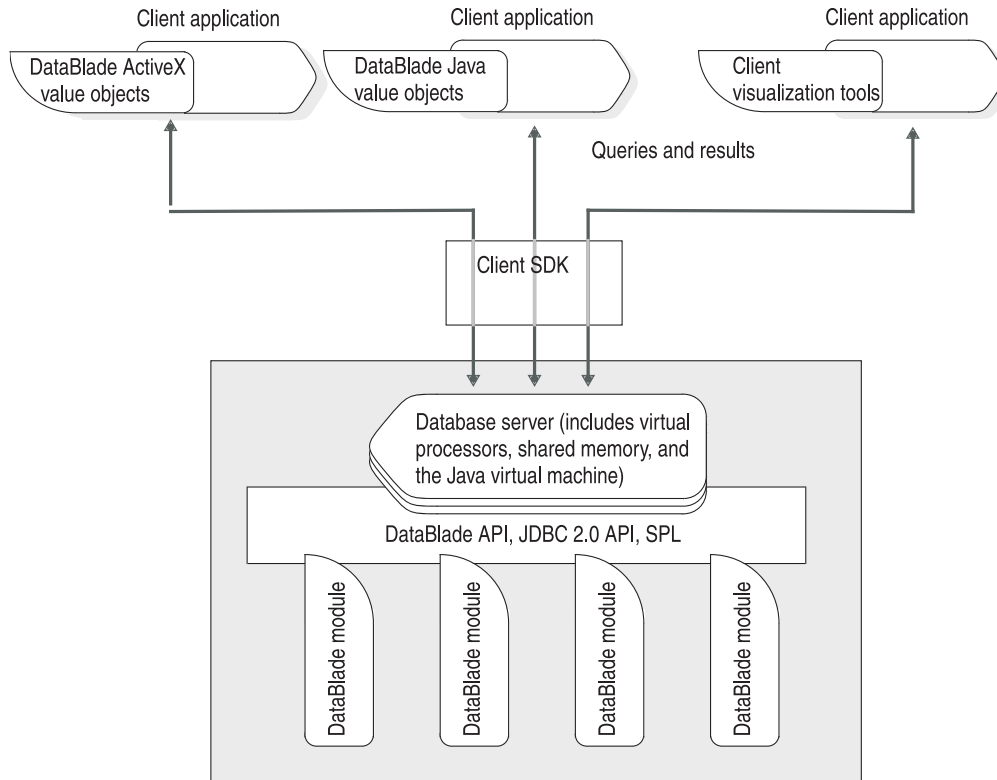 Client application
Client application
Client application
DataBlade ActiveX
value objects
DataBlade Java
value objects
Client
visualization tools
Queries and results
Client SDK
Database server (includes virtual
processors, shared memory, and
the Java virtual machine)
DataBlade API, JDBC 2.0 API, SPL
DataBlade module
DataBlade module
DataBlade module
DataBlade module